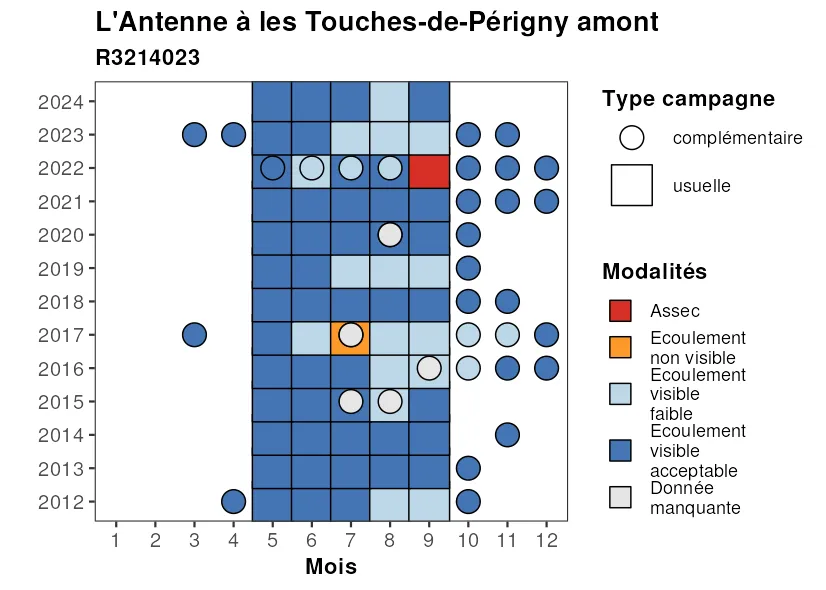 L'Antenne à les Touches-de-Périgny amont
R3214023
2024
2023
2022
2021
2020
2019
2018
2017
2016
2015
2014
2013
2012
1 2 3 4 5 6 7 8 9 10 11 12
Mois
Type campagne
complémentaire
usuelle
Modalités
Assec
Ecoulement
non visible
Ecoulement
visible
faible
Ecoulement
visible
acceptable
Donnée
manquante